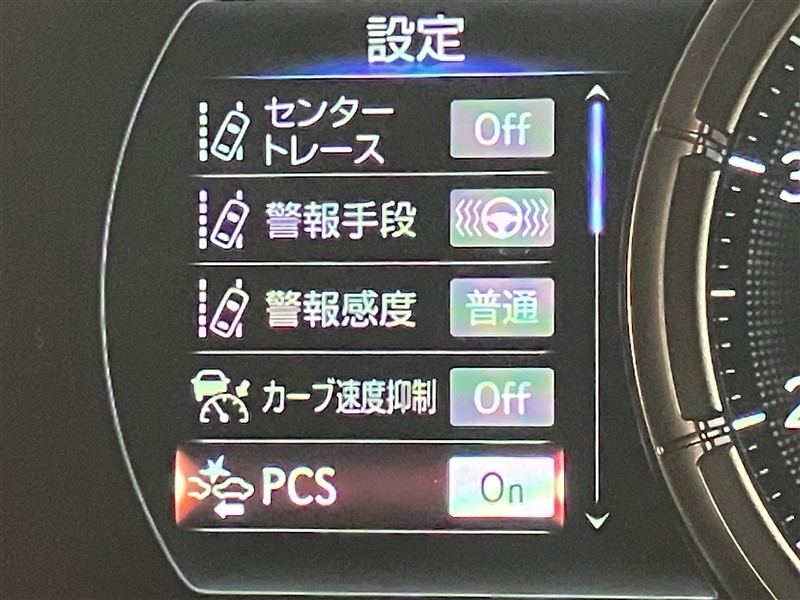 設定
センター
トレース
Off
警報手段
警報感度
普通
カーブ速度抑制
Off
PCS
On